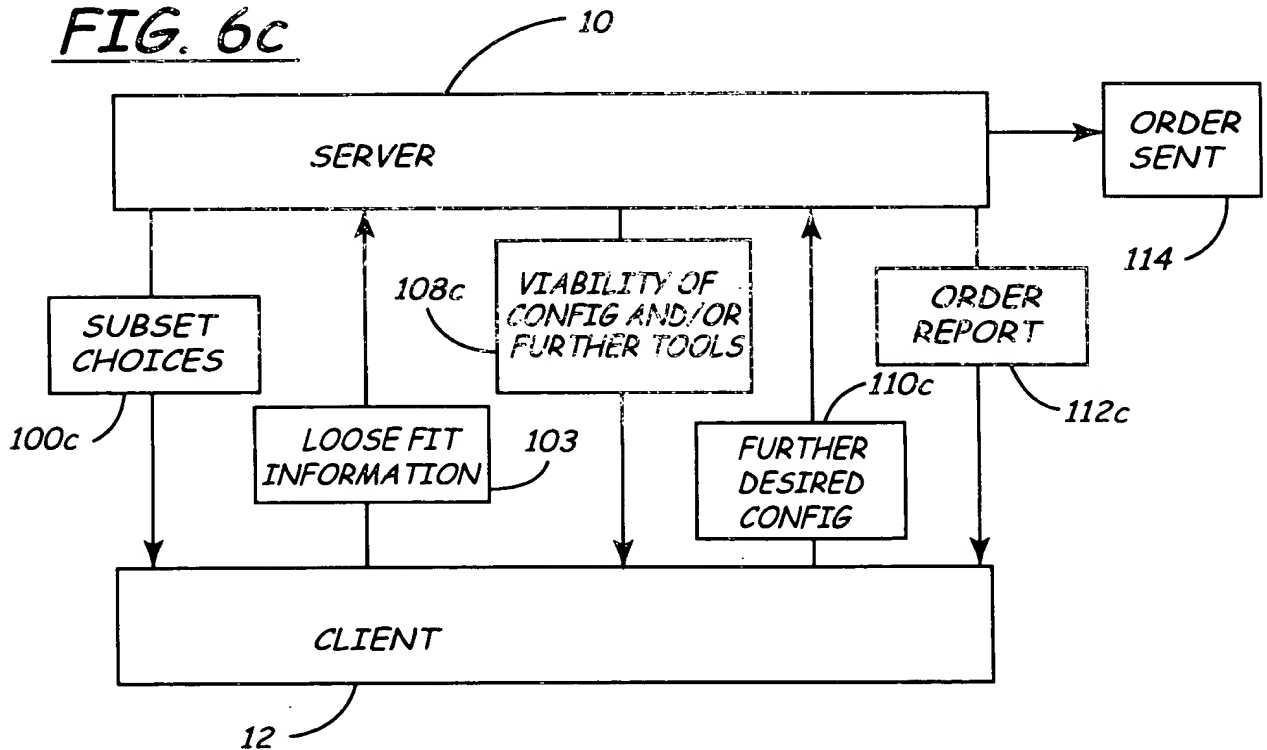 FIG. 6c
10
SERVER
ORDER
SENT
114
SUBSET
CHOICES
100c
LOOSE FIT
INFORMATION
103
108c
VIABILITY OF
CONFIG AND/OR
FURTHER TOOLS
110c
FURTHER
DESIRED
CONFIG
ORDER
REPORT
112c
CLIENT
12